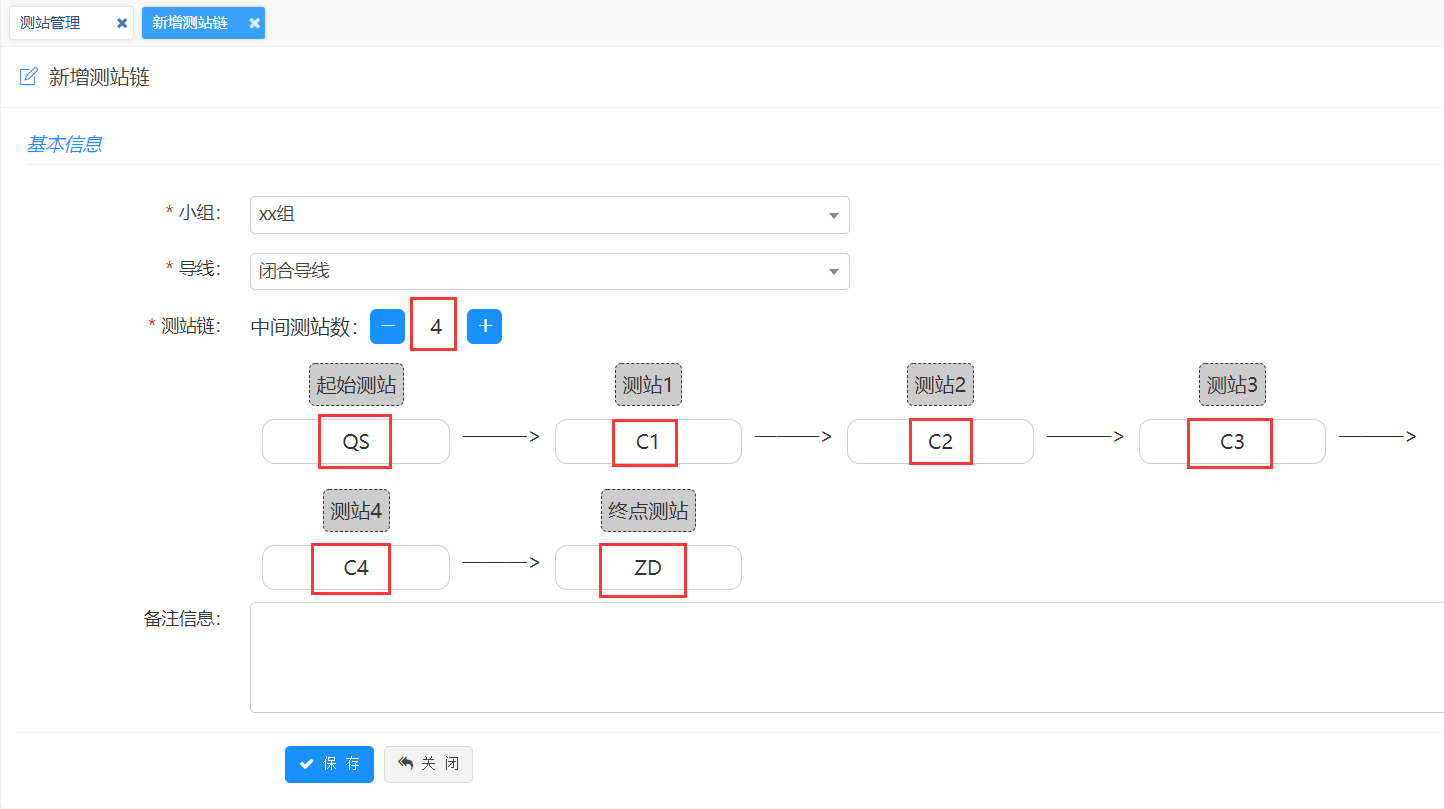 测站管理 新增测站链
新增测站链
基本信息
* 小组: xx组
* 导线: 闭合导线
* 测站链: 中间测站数: 4
起始测站 测站1 测站2 测站3
QS ———> C1 ———> C2 ———> C3 ———>
测站4 终点测站
C4 ———> ZD
备注信息:
保 存 关 闭